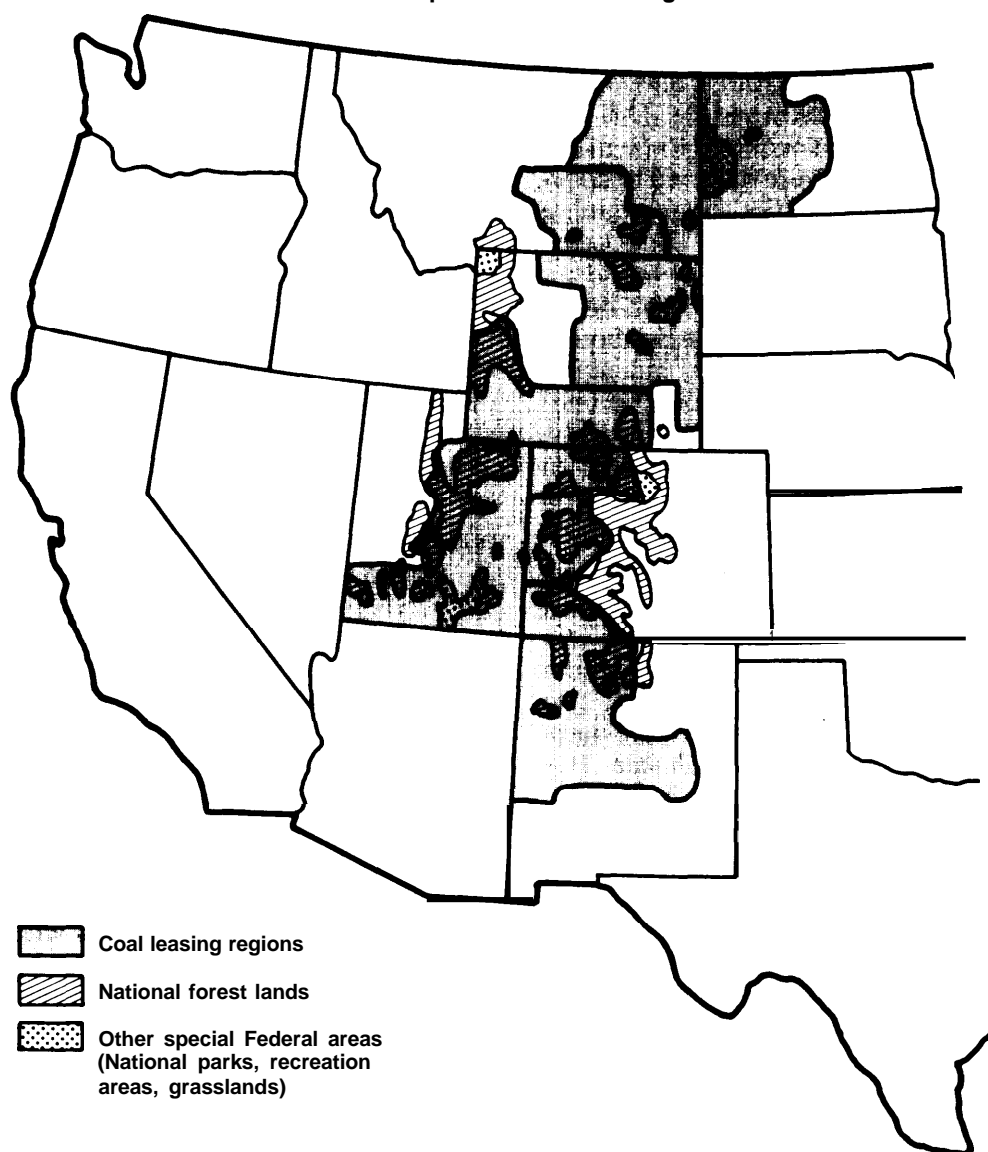 Coal leasing regions
National forest lands
Other special Federal areas
(National parks, recreation
areas, grasslands)